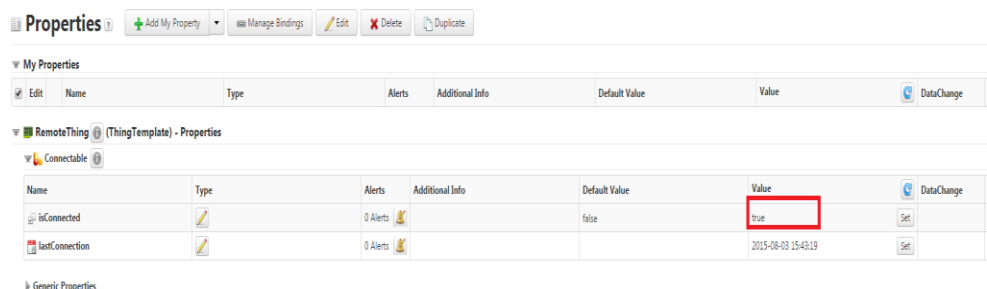 Properties ? Add My Property Manage Bindings Edit Delete Duplicate
My Properties
Edit Name Type Alerts Additional Info Default Value Value DataChange
RemoteThing (ThingTemplate) - Properties
Connectable
Name Type Alerts Additional Info Default Value Value DataChange
isConnected 0 Alerts false true Set
lastConnection 0 Alerts 2015-08-03 15:43:19 Set
Generic Properties